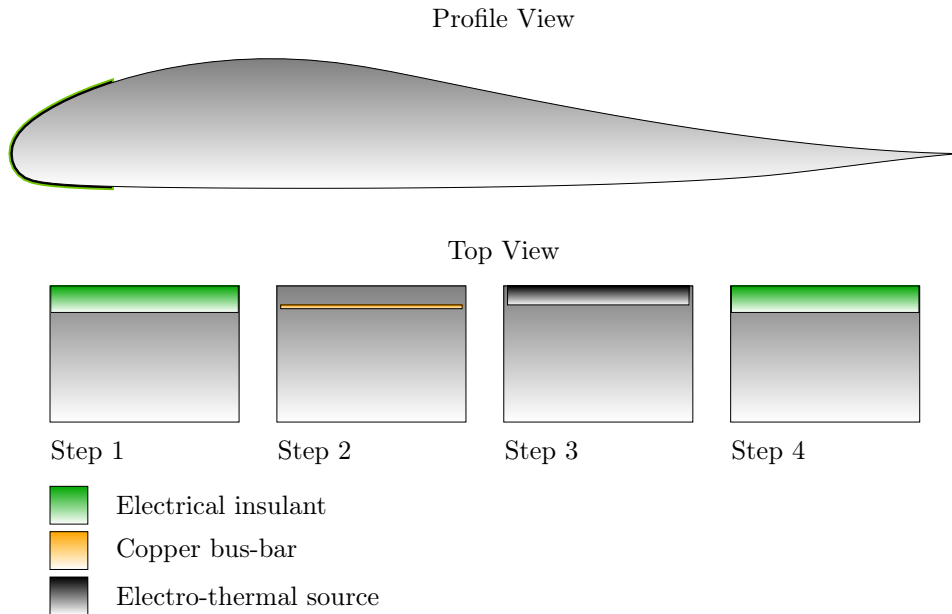 Profile View
Top View
Step 1
Step 2
Step 3
Step 4
Electrical insulant
Copper bus-bar
Electro-thermal source